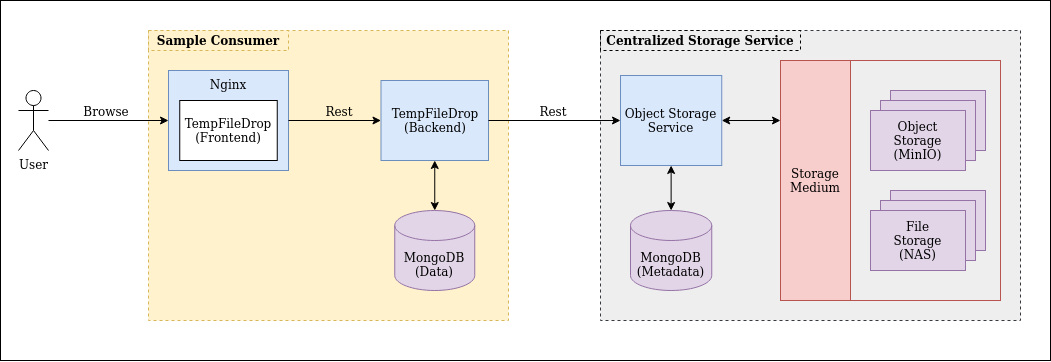 Sample Consumer
Centralized Storage Service
Nginx
TempFileDrop
(Frontend)
Browse
Rest
TempFileDrop
(Backend)
Rest
Object Storage
Service
Object
Storage
(MinIO)
User
Storage
Medium
File
Storage
(NAS)
MongoDB
(Data)
MongoDB
(Metadata)